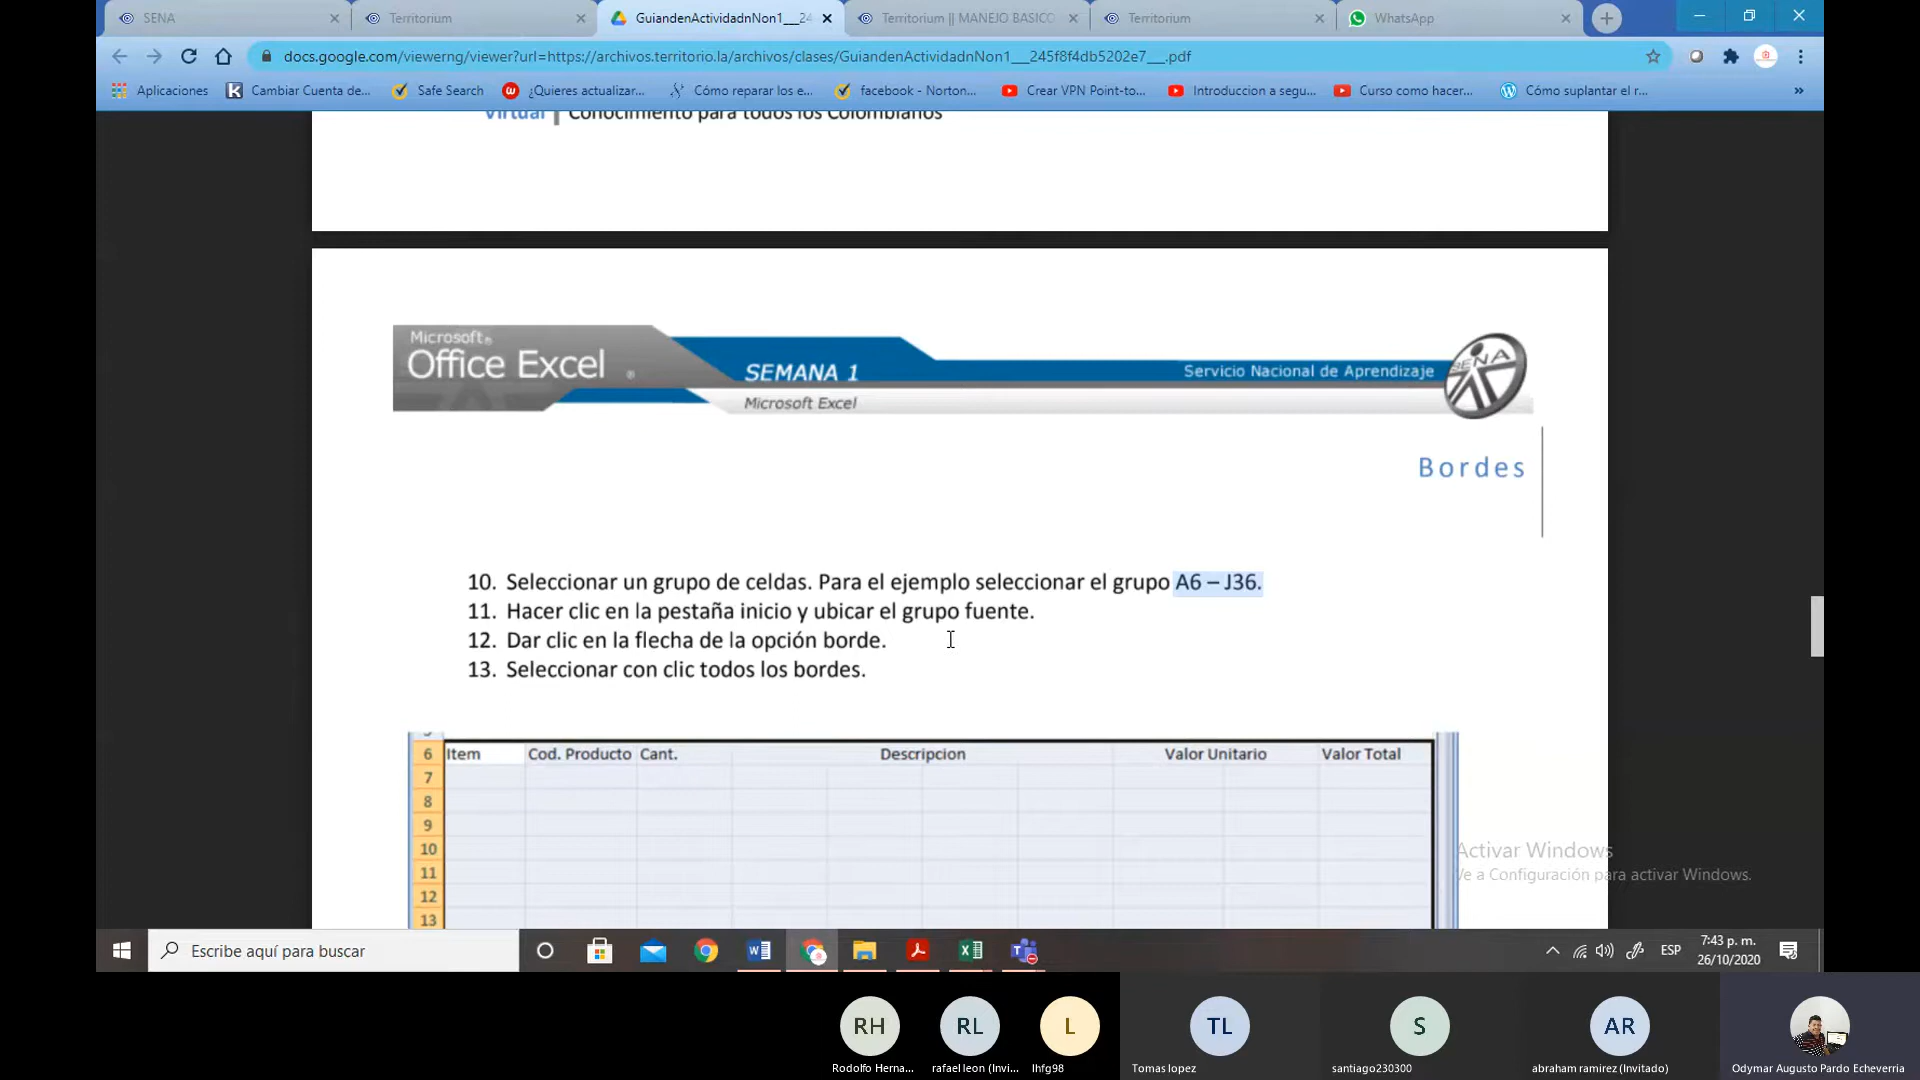 SENA
Territorium
GuiandenActividadnNon1___24
Territorium || MANEJO BASICO
Territorium
WhatsApp
docs.google.com/viewerng/viewer?url=https://archivos.territorio.la/archivos/clases/GuiandenActividadnNon1___245f8f4db5202e7___.pdf
Aplicaciones
Cambiar Cuenta de...
Safe Search
¿Quieres actualizar...
Cómo reparar los e...
facebook - Norton...
Crear VPN Point-to...
Introduccion a segu...
Curso como hacer...
Cómo suplantar el r...
»
Virtual | Conocimiento para todos los Colombianos
Microsoft®
Office Excel ®
SEMANA 1
Servicio Nacional de Aprendizaje
SENA
Microsoft Excel
Bordes
10. Seleccionar un grupo de celdas. Para el ejemplo seleccionar el grupo A6 – J36.
11. Hacer clic en la pestaña inicio y ubicar el grupo fuente.
12. Dar clic en la flecha de la opción borde.
13. Seleccionar con clic todos los bordes.
6 Item Cod. Producto Cant. Descripcion Valor Unitario Valor Total
7
8
9
10
11
12
13
Activar Windows
Ve a Configuración para activar Windows.
Escribe aquí para buscar
ESP
7:43 p. m.
26/10/2020
RH
RL
L
TL
S
AR
Rodolfo Herna...
rafael leon (Invi...
lhfg98
Tomas lopez
santiago230300
abraham ramirez (Invitado)
Odymar Augusto Pardo Echeverria